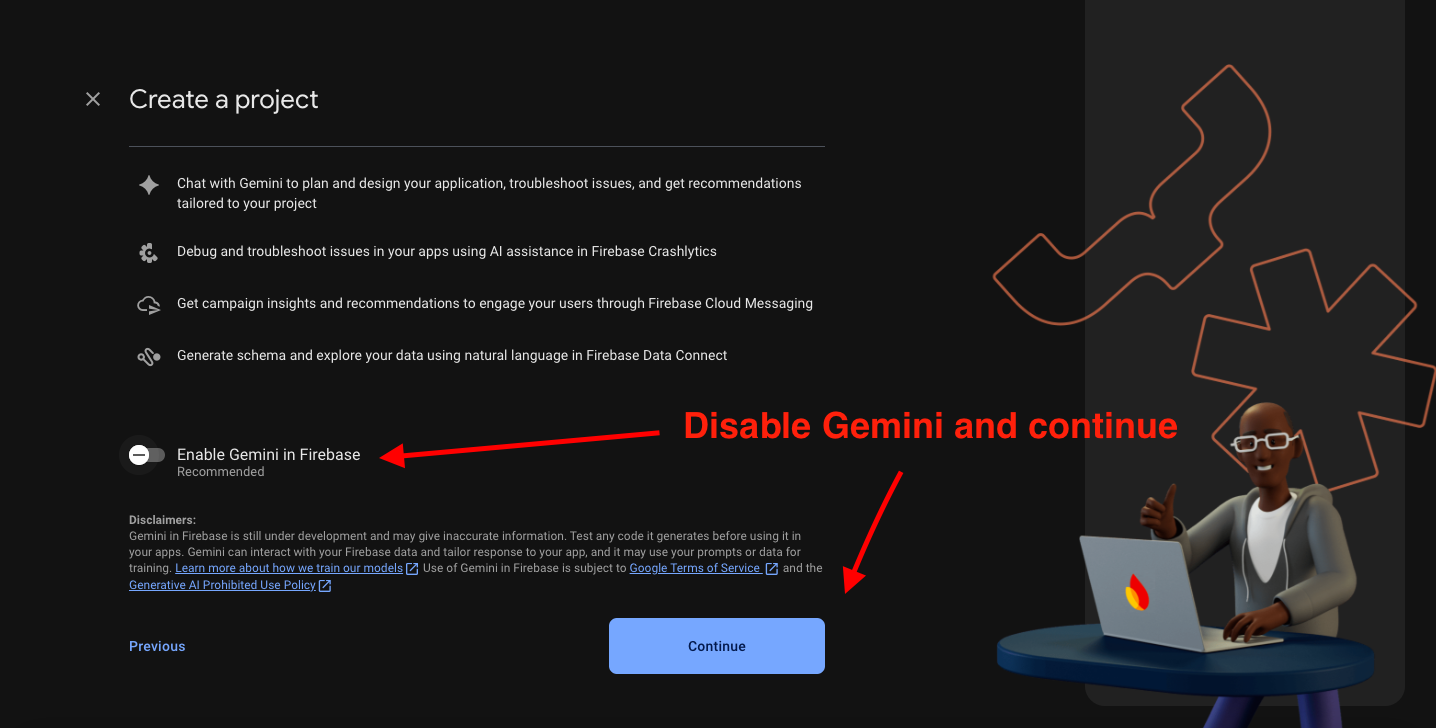 Create a project
Chat with Gemini to plan and design your application, troubleshoot issues, and get recommendations
tailored to your project
Debug and troubleshoot issues in your apps using AI assistance in Firebase Crashlytics
Get campaign insights and recommendations to engage your users through Firebase Cloud Messaging
Generate schema and explore your data using natural language in Firebase Data Connect
Disable Gemini and continue
Enable Gemini in Firebase
Recommended
Disclaimers:
Gemini in Firebase is still under development and may give inaccurate information. Test any code it generates before using it in
your apps. Gemini can interact with your Firebase data and tailor response to your app, and it may use your prompts or data for
training. Learn more about how we train our models Use of Gemini in Firebase is subject to Google Terms of Service and the
Generative AI Prohibited Use Policy
Previous
Continue